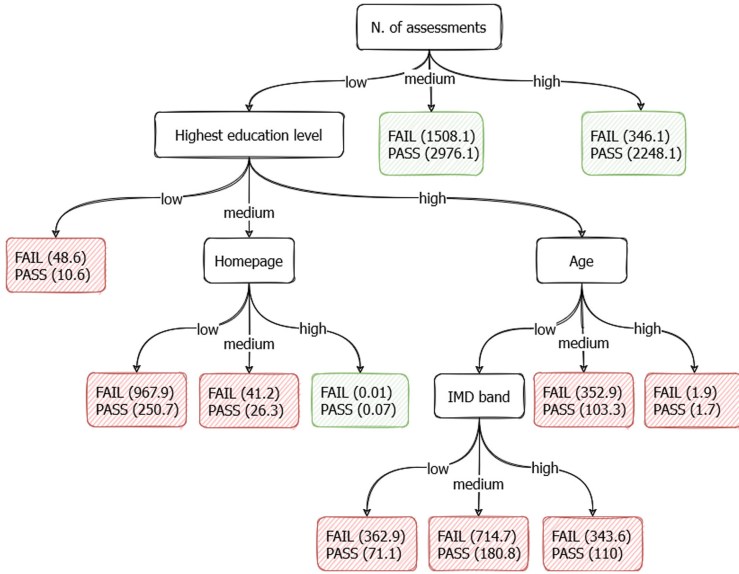 N. of assessments
low
medium
high
Highest education level
FAIL (1508.1)
PASS (2976.1)
FAIL (346.1)
PASS (2248.1)
low
medium
high
FAIL (48.6)
PASS (10.6)
Homepage
Age
low
medium
high
low
medium
high
FAIL (967.9)
PASS (250.7)
FAIL (41.2)
PASS (26.3)
FAIL (0.01)
PASS (0.07)
IMD band
FAIL (352.9)
PASS (103.3)
FAIL (1.9)
PASS (1.7)
low
medium
high
FAIL (362.9)
PASS (71.1)
FAIL (714.7)
PASS (180.8)
FAIL (343.6)
PASS (110)